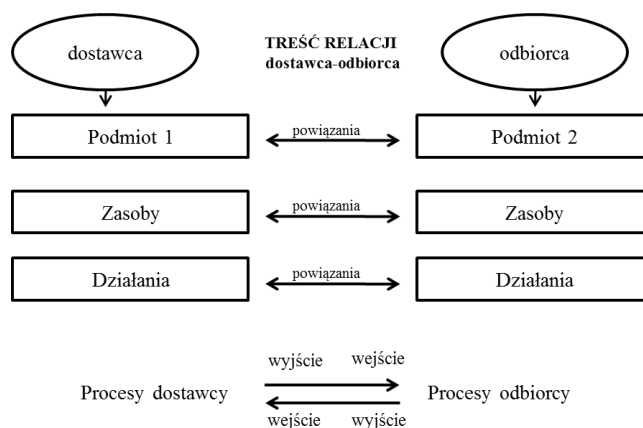 dostawca
TREŚĆ RELACJI
dostawca-odbiorca
odbiorca
Podmiot 1
powiązania
Podmiot 2
Zasoby
powiązania
Zasoby
Działania
powiązania
Działania
wyjście wejście
Procesy dostawcy
Procesy odbiorcy
wejście wyjście